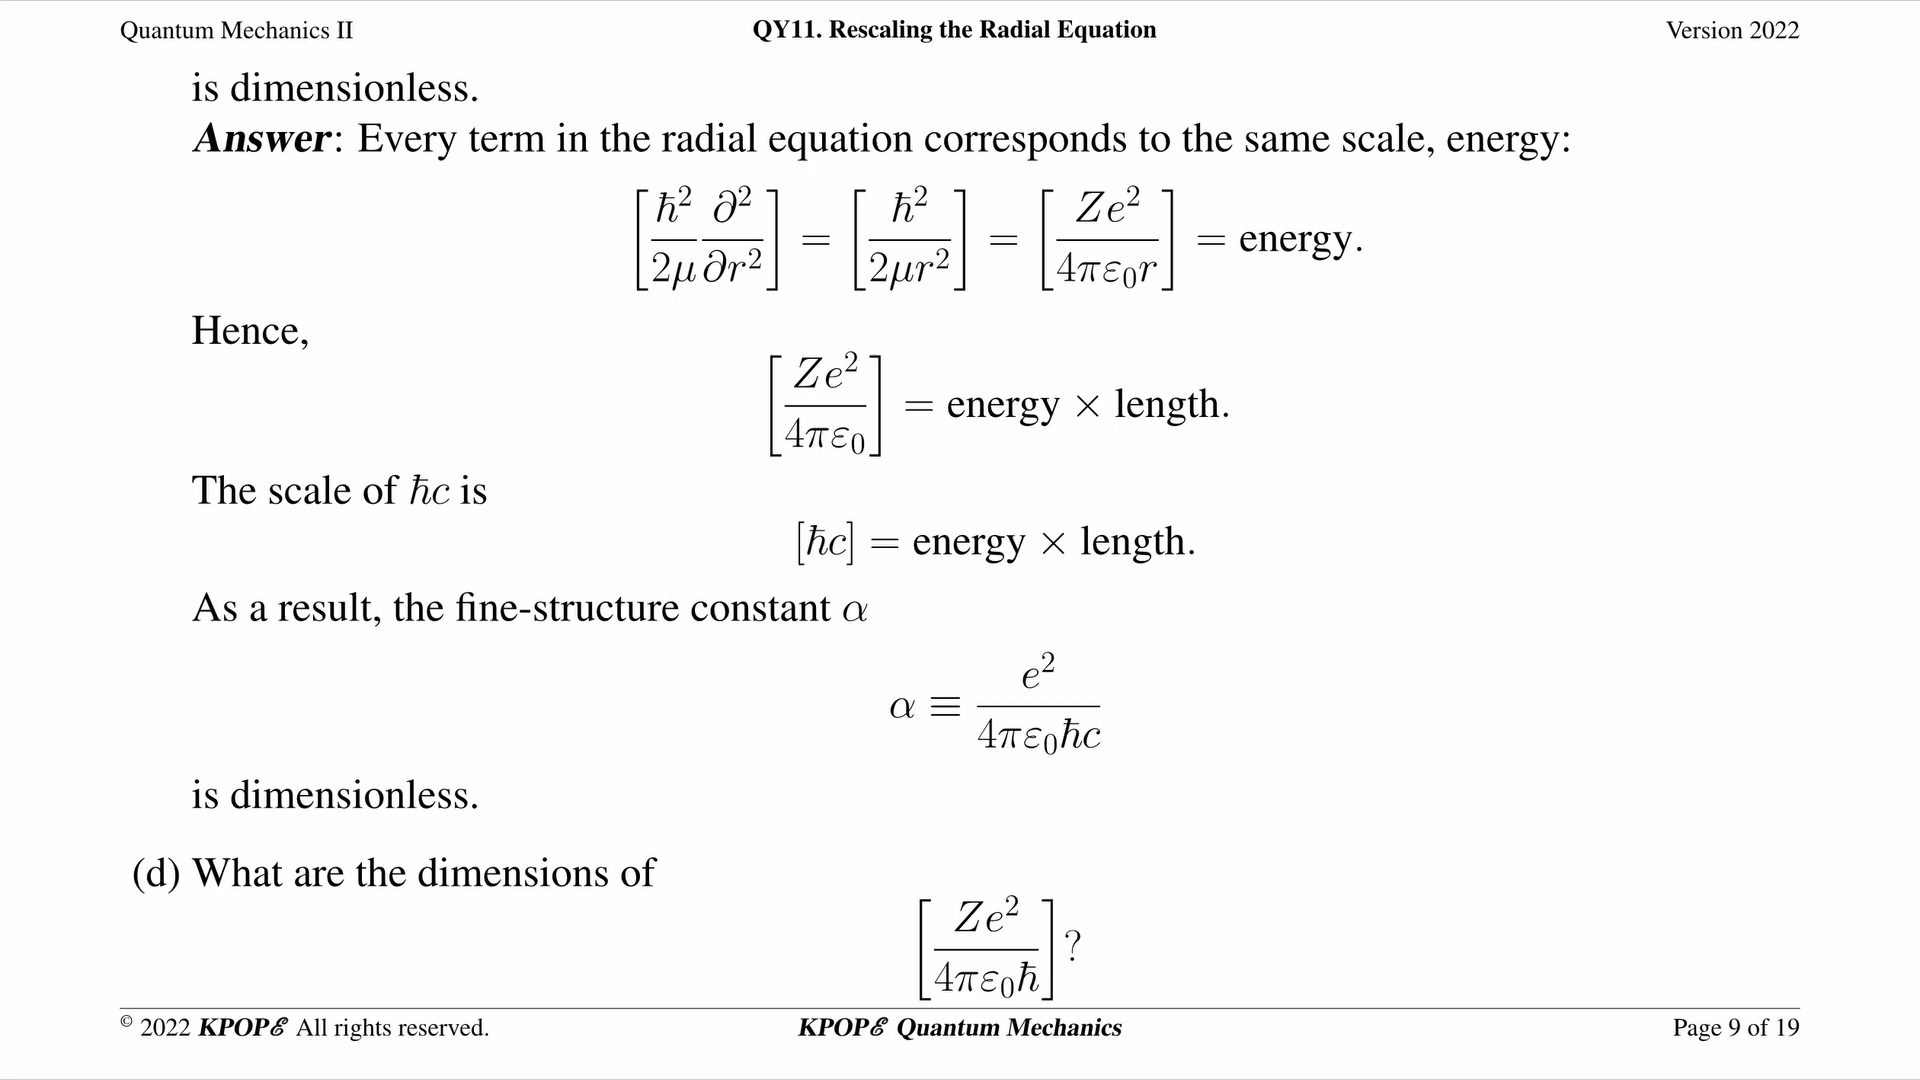 Quantum Mechanics II QY11. Rescaling the Radial Equation Version 2022
is dimensionless.
Answer: Every term in the radial equation corresponds to the same scale, energy:
[ħ²/2μ ∂²/∂r²] = [ħ²/2μr²] = [Ze²/4πε₀r] = energy.
Hence,
[Ze²/4πε₀] = energy × length.
The scale of ħc is
[ħc] = energy × length.
As a result, the fine-structure constant α
α ≡ e²/4πε₀ħc
is dimensionless.
(d) What are the dimensions of
[Ze²/4πε₀ħ]?
© 2022 KPOPE All rights reserved. KPOPE Quantum Mechanics Page 9 of 19